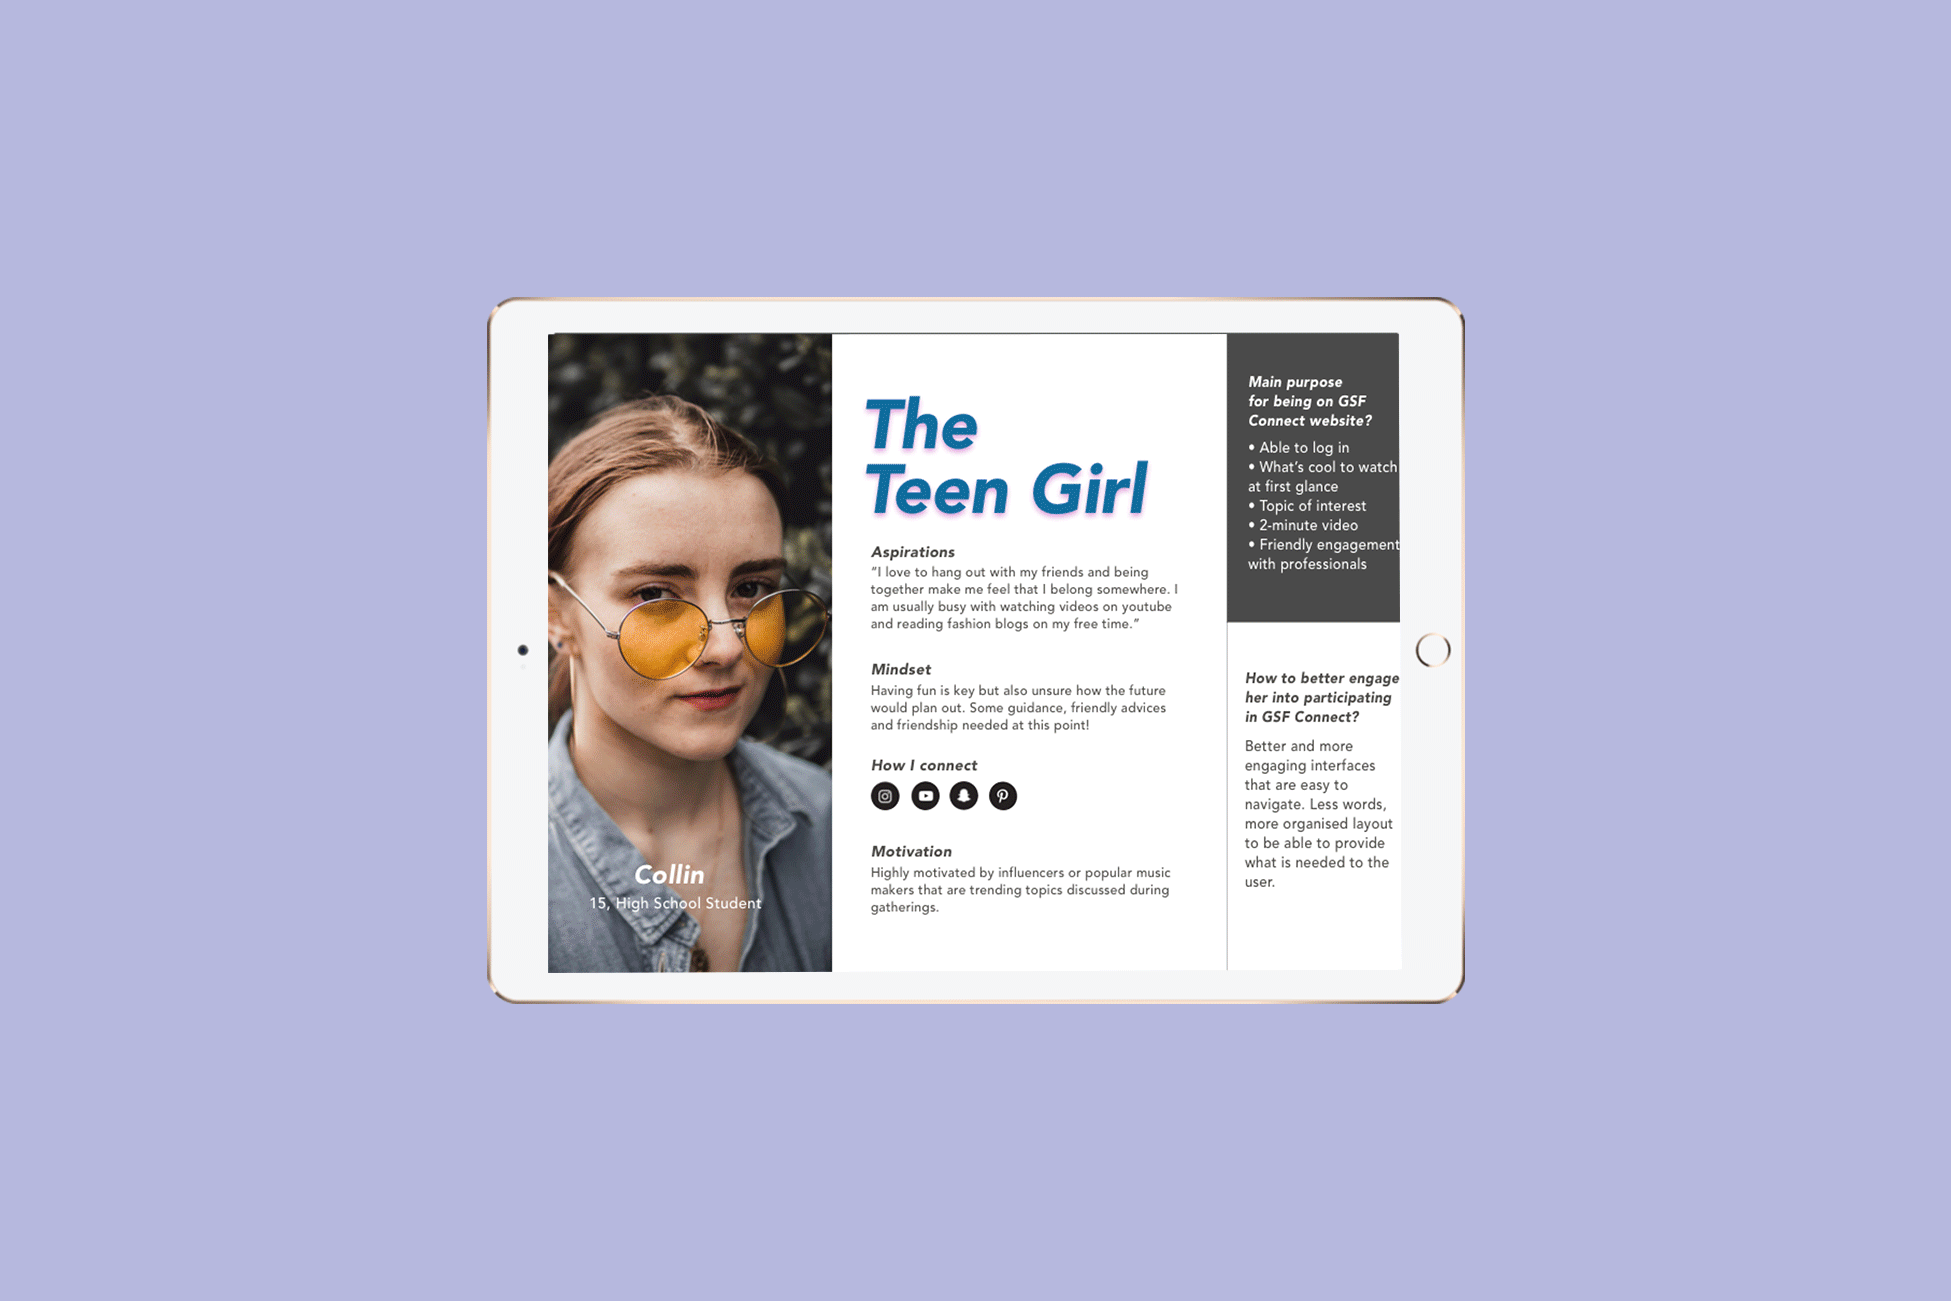 The
Teen Girl
Aspirations
“I love to hang out with my friends and being
together make me feel that I belong somewhere. I
am usually busy with watching videos on youtube
and reading fashion blogs on my free time.”
Mindset
Having fun is key but also unsure how the future
would plan out. Some guidance, friendly advices
and friendship needed at this point!
How I connect
Motivation
Highly motivated by influencers or popular music
makers that are trending topics discussed during
gatherings.
Collin
15, High School Student
Main purpose
for being on GSF
Connect website?
• Able to log in
• What’s cool to watch
at first glance
• Topic of interest
• 2-minute video
• Friendly engagement
with professionals
How to better engage
her into participating
in GSF Connect?
Better and more
engaging interfaces
that are easy to
navigate. Less words,
more organised layout
to be able to provide
what is needed to the
user.